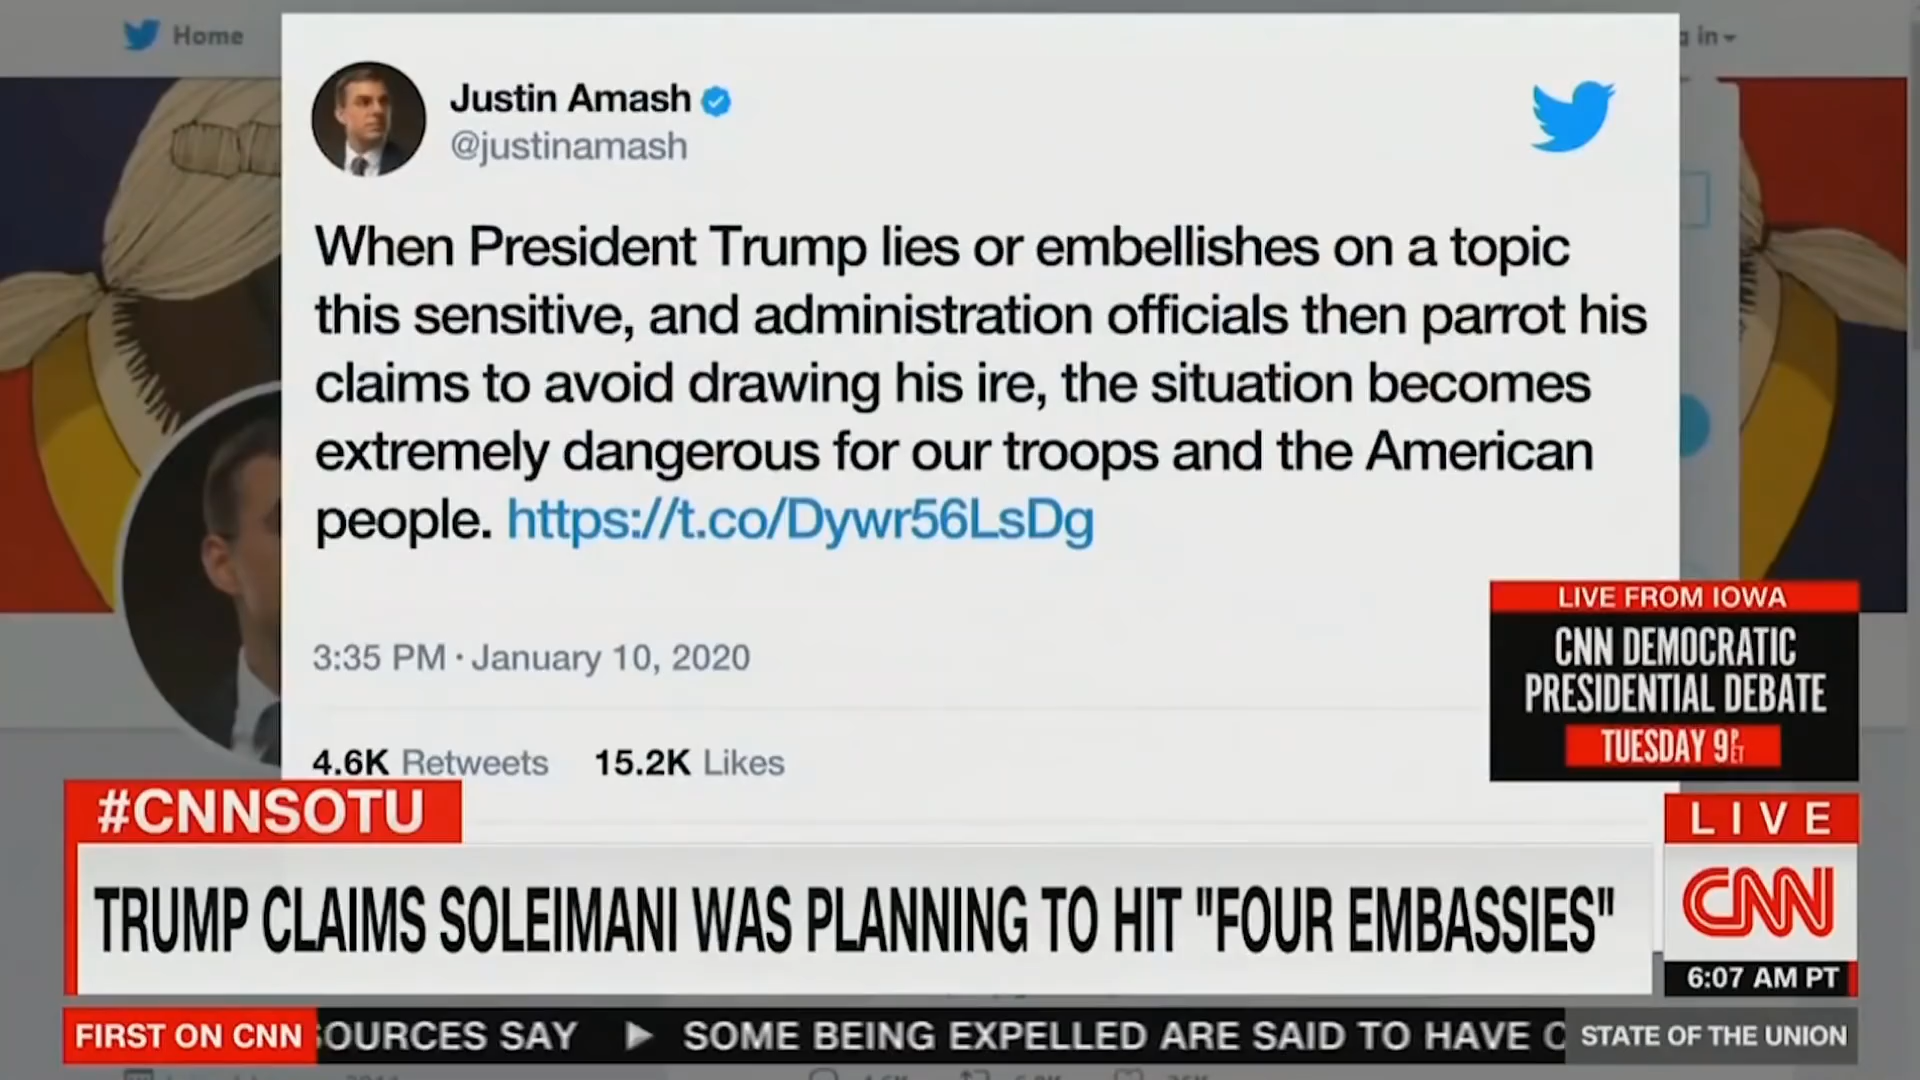 Home
in
Justin Amash
@justinamash
When President Trump lies or embellishes on a topic
this sensitive, and administration officials then parrot his
claims to avoid drawing his ire, the situation becomes
extremely dangerous for our troops and the American
people. https://t.co/Dywr56LsDg
3:35 PM · January 10, 2020
4.6K Retweets 15.2K Likes
LIVE FROM IOWA
CNN DEMOCRATIC
PRESIDENTIAL DEBATE
TUESDAY 9P ET
#CNNSOTU
TRUMP CLAIMS SOLEIMANI WAS PLANNING TO HIT "FOUR EMBASSIES"
LIVE
CNN
6:07 AM PT
FIRST ON CNN
OURCES SAY ▶ SOME BEING EXPELLED ARE SAID TO HAVE
STATE OF THE UNION